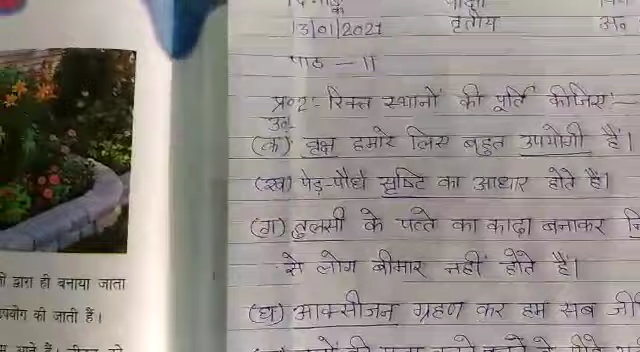 13/01/2021
तृतीय
पाठ - 11
प्र०2- रिक्त स्थानों की पूर्ति कीजिए:-
उ०
(क) वृक्ष हमारे लिस बहुत उपयोगी हैं।
(ख) पेड़-पौधे सृष्टि का आधार होते हैं।
(ग) तुलसी के पत्ते का काढ़ा बनाकर
से लोग बीमार नहीं होते हैं।
(घ) आक्सीजन ग्रहण कर हम सब
द्वारा ही बनाया जाता
उपयोग की जाती हैं।